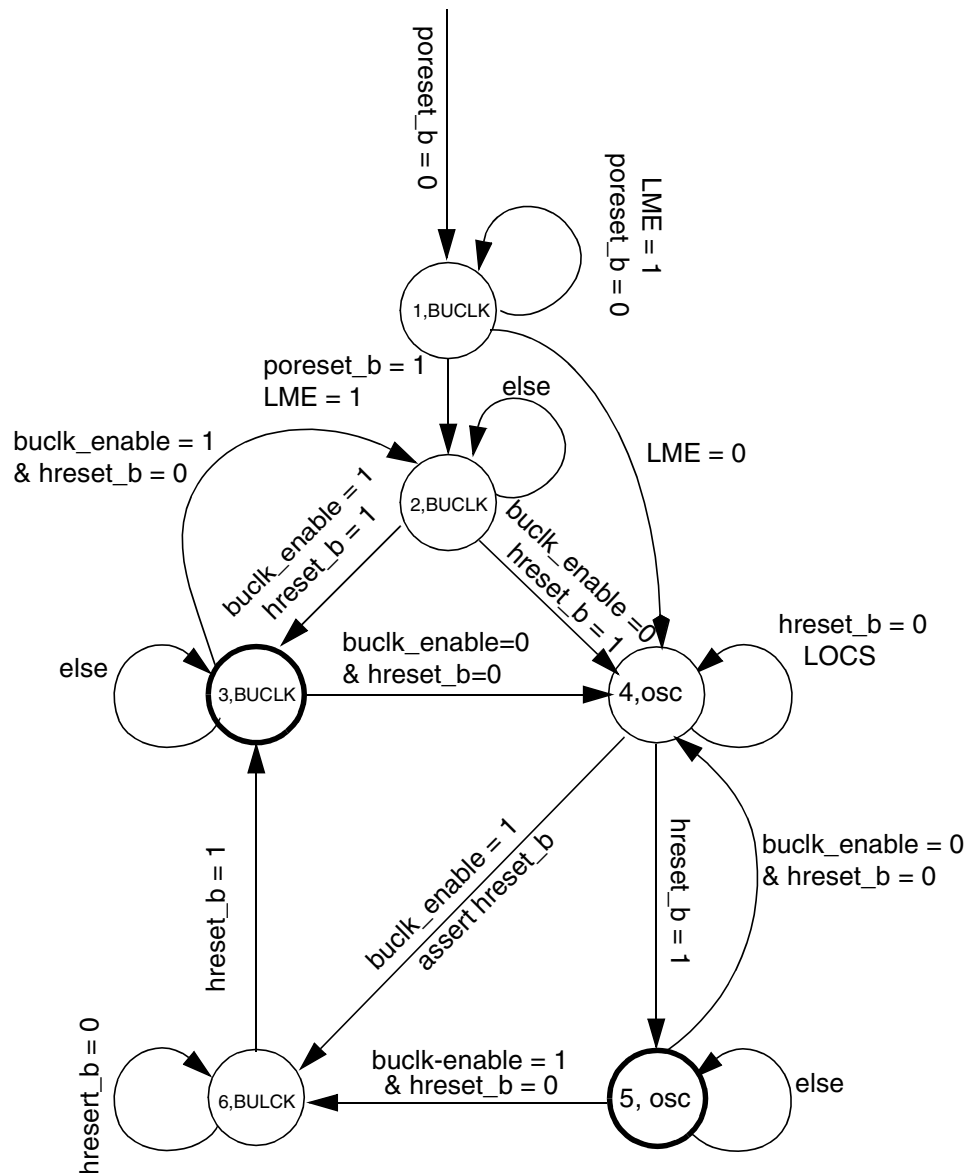 poreset_b = 0
LME = 1
poreset_b = 0
1,BUCLK
poreset_b = 1
LME = 1
else
buclk_enable = 1
& hreset_b = 0
LME = 0
2,BUCLK
buclk_enable = 1
hreset_b = 1
buclk_enable =0
hreset_b = 1
hreset_b = 0
LOCS
buclk_enable=0
& hreset_b=0
else
3,BUCLK
4,osc
buclk_enable = 1
assert hreset_b
hreset_b = 1
buclk_enable = 0
& hreset_b = 0
hreset_b = 1
hresert_b = 0
buclk-enable = 1
& hreset_b = 0
6,BULCK
5, osc
else